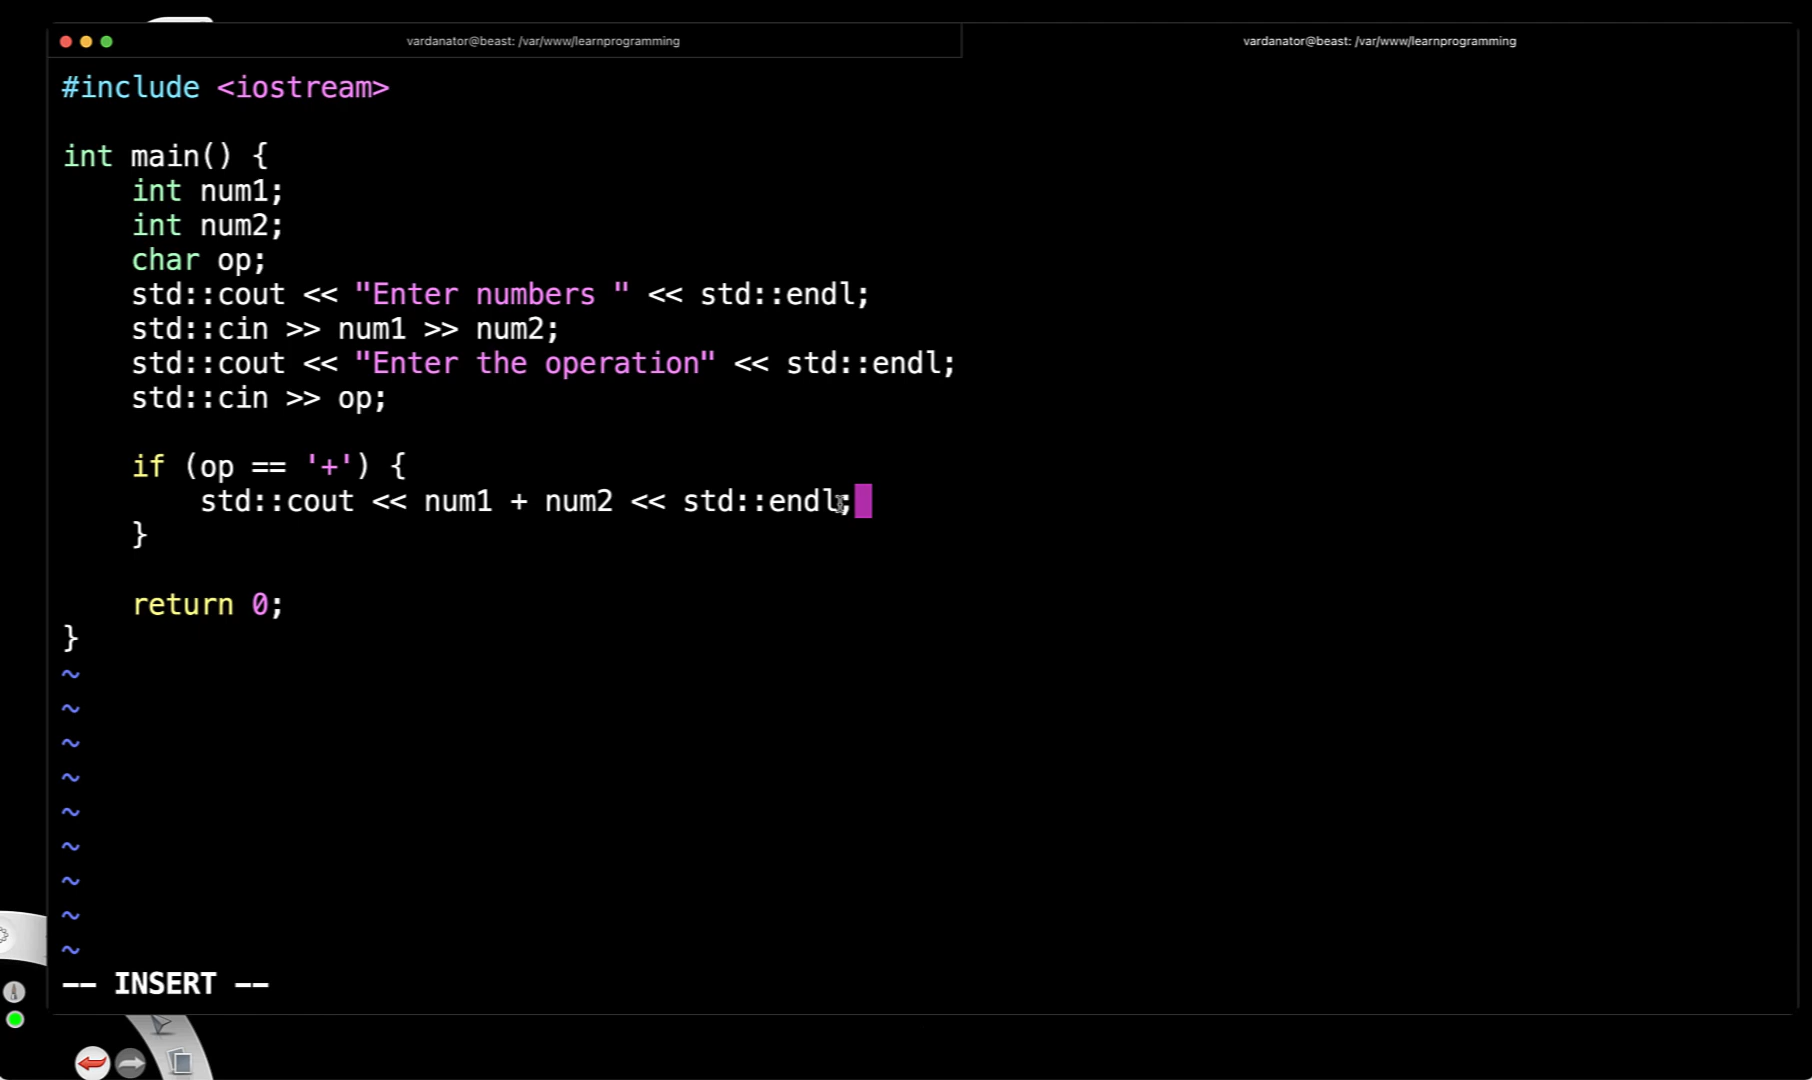 vardanator@beast: /var/www/learnprogramming
vardanator@beast: /var/www/learnprogramming
#include <iostream>

int main() {
    int num1;
    int num2;
    char op;
    std::cout << "Enter numbers " << std::endl;
    std::cin >> num1 >> num2;
    std::cout << "Enter the operation" << std::endl;
    std::cin >> op;

    if (op == '+') {
        std::cout << num1 + num2 << std::endl;
    }

    return 0;
}
~
~
~
~
~
~
~
~
~
-- INSERT --